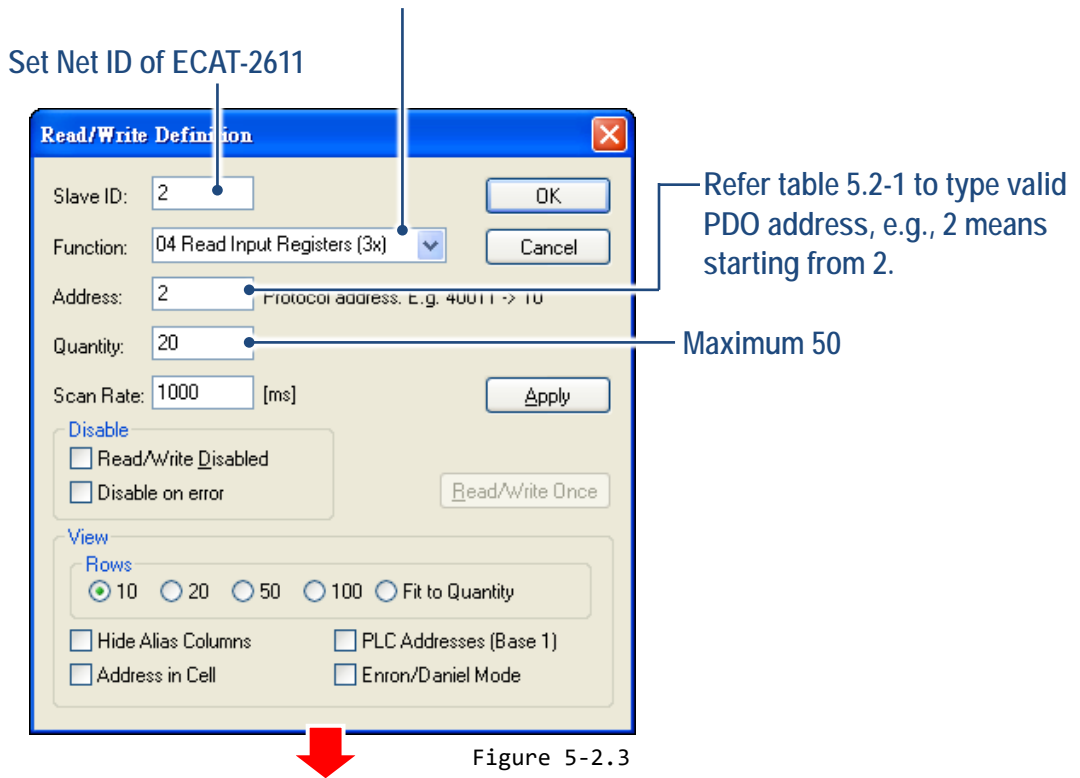 Set Net ID of ECAT-2611
Read/Write Definition
Slave ID: 2
OK
Refer table 5.2-1 to type valid
PDO address, e.g., 2 means
starting from 2.
Function: 04 Read Input Registers (3x)
Cancel
Address: 2 Protocol address. E.g. 40011 -> 10
Quantity: 20
Maximum 50
Scan Rate: 1000 [ms]
Apply
Disable
Read/Write Disabled
Disable on error
Read/Write Once
View
Rows
10 20 50 100 Fit to Quantity
Hide Alias Columns PLC Addresses (Base 1)
Address in Cell Enron/Daniel Mode
Figure 5-2.3